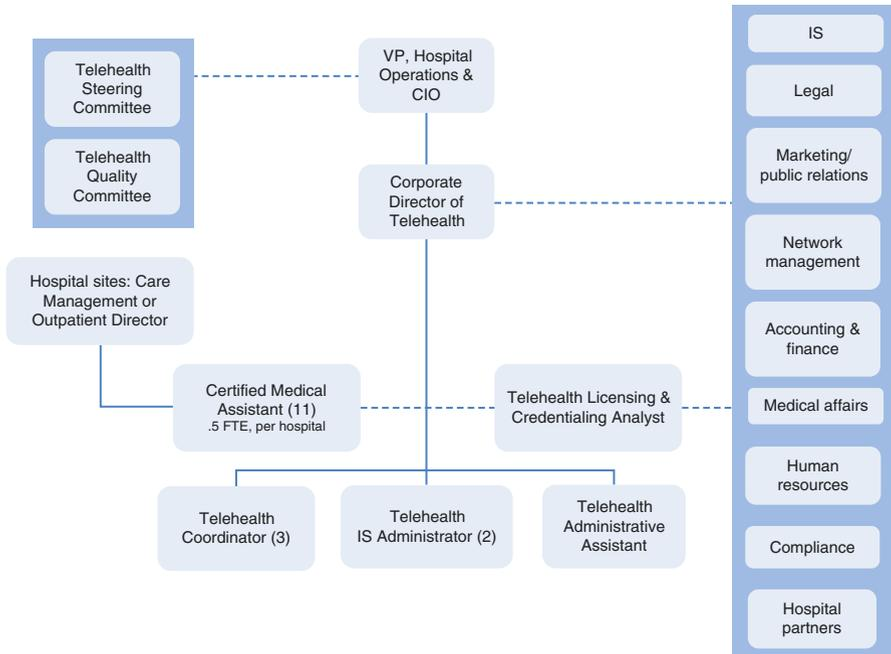 Telehealth
Steering
Committee
Telehealth
Quality
Committee
VP, Hospital
Operations &
CIO
Corporate
Director of
Telehealth
Hospital sites: Care
Management or
Outpatient Director
Certified Medical
Assistant (11)
.5 FTE, per hospital
Telehealth Licensing &
Credentialing Analyst
Telehealth
Coordinator (3)
Telehealth
IS Administrator (2)
Telehealth
Administrative
Assistant
IS
Legal
Marketing/
public relations
Network
management
Accounting &
finance
Medical affairs
Human
resources
Compliance
Hospital
partners